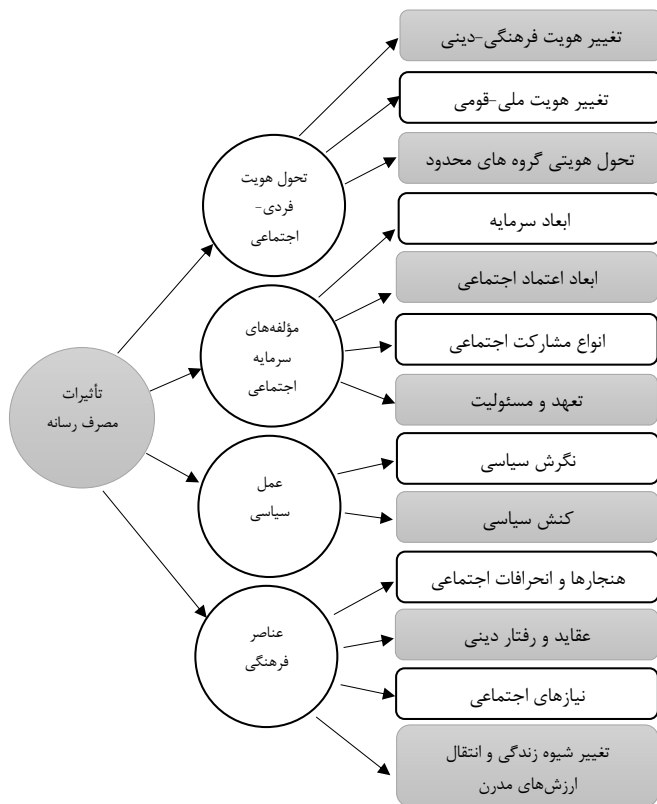 تأثیرات
مصرف رسانه
تحول هویت
فردی-
اجتماعی
تغییر هویت فرهنگی-دینی
تغییر هویت ملی-قومی
تحول هویتی گروه های محدود
مؤلفه‌های
سرمایه
اجتماعی
ابعاد سرمایه
ابعاد اعتماد اجتماعی
انواع مشارکت اجتماعی
تعهد و مسئولیت
عمل
سیاسی
نگرش سیاسی
کنش سیاسی
عناصر
فرهنگی
هنجارها و انحرافات اجتماعی
عقاید و رفتار دینی
نیازهای اجتماعی
تغییر شیوه زندگی و انتقال
ارزش‌های مدرن